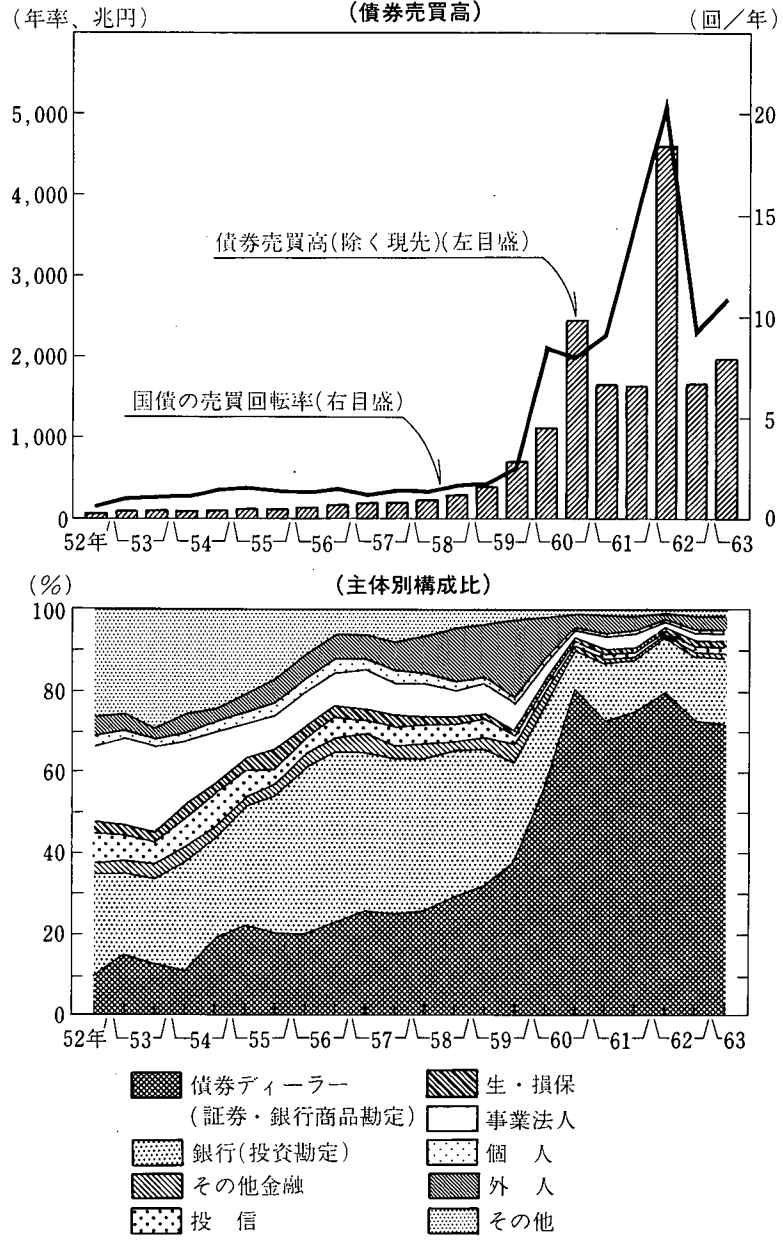 (債券売買高)
(年率、兆円)
(回／年)
5,000
4,000
3,000
2,000
1,000
0
20
15
10
5
0
債券売買高(除く現先)(左目盛)
国債の売買回転率(右目盛)
52年 53 54 55 56 57 58 59 60 61 62 63
(主体別構成比)
(%)
100
80
60
40
20
0
52年 53 54 55 56 57 58 59 60 61 62 63
債券ディーラー
(証券・銀行商品勘定)
銀行(投資勘定)
その他金融
投　信
生・損保
事業法人
個　人
外　人
その他